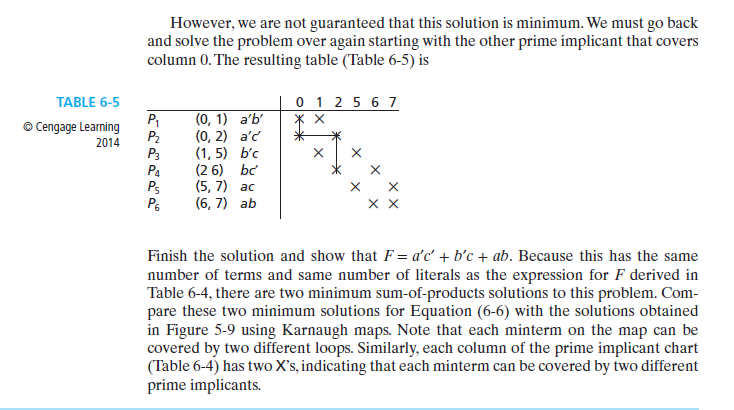 However, we are not guaranteed that this solution is minimum. We must go back
and solve the problem over again starting with the other prime implicant that covers
column 0. The resulting table (Table 6-5) is
TABLE 6-5
© Cengage Learning
2014
0 1 2 5 6 7
P1 (0, 1) a′b′ X X
P2 (0, 2) a′c′ X X
P3 (1, 5) b′c X X
P4 (2 6) bc′ X X
P5 (5, 7) ac X X
P6 (6, 7) ab X X
Finish the solution and show that F = a′c′ + b′c + ab. Because this has the same
number of terms and same number of literals as the expression for F derived in
Table 6-4, there are two minimum sum-of-products solutions to this problem. Com-
pare these two minimum solutions for Equation (6-6) with the solutions obtained
in Figure 5-9 using Karnaugh maps. Note that each minterm on the map can be
covered by two different loops. Similarly, each column of the prime implicant chart
(Table 6-4) has two X's, indicating that each minterm can be covered by two different
prime implicants.